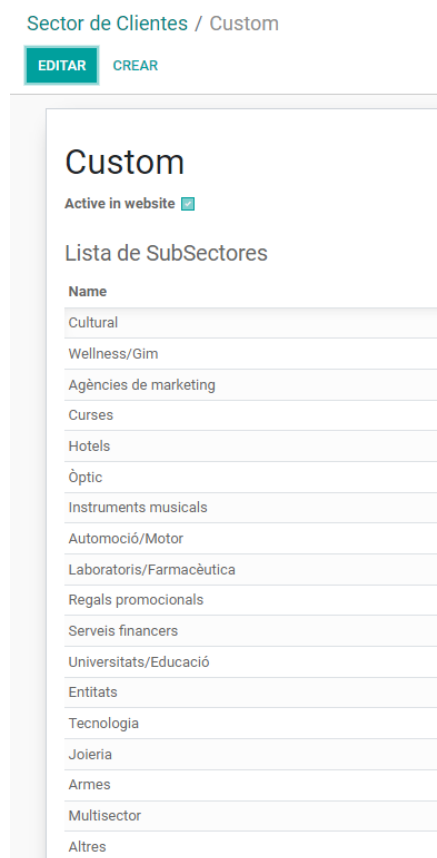 Sector de Clientes / Custom
EDITAR CREAR
Custom
Active in website
Lista de SubSectores
Name
Cultural
Wellness/Gim
Agències de marketing
Curses
Hotels
Òptic
Instruments musicals
Automoció/Motor
Laboratoris/Farmacèutica
Regals promocionals
Serveis financers
Universitats/Educació
Entitats
Tecnologia
Joieria
Armes
Multisector
Altres